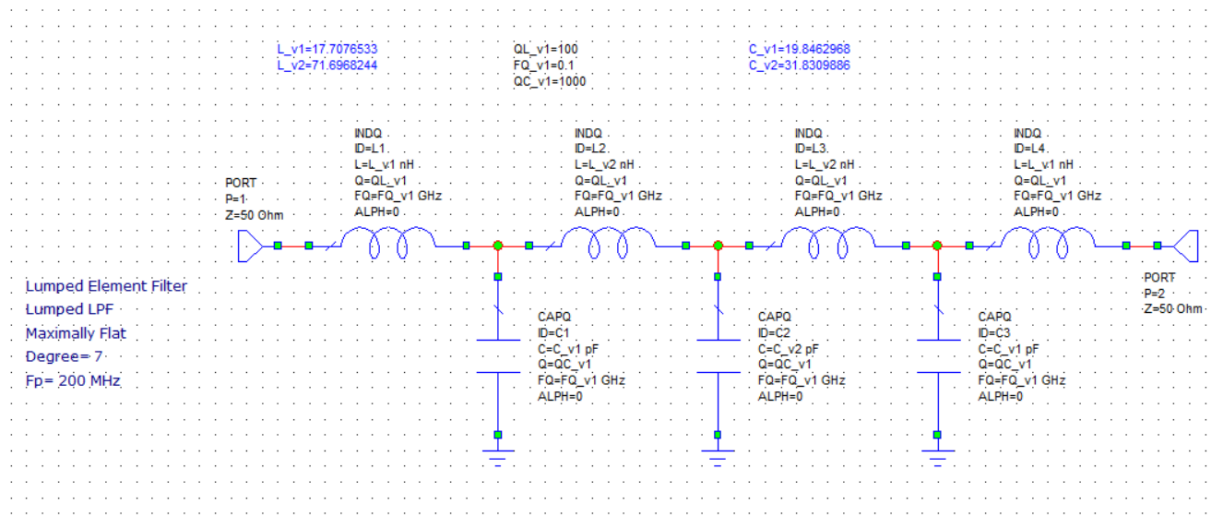 L_v1=17.7076533
L_v2=71.6968244
QL_v1=100
FQ_v1=0.1
QC_v1=1000
C_v1=19.8462968
C_v2=31.8309886
INDQ
ID=L1
L=L_v1 nH
Q=QL_v1
FQ=FQ_v1 GHz
ALPH=0
INDQ
ID=L2
L=L_v2 nH
Q=QL_v1
FQ=FQ_v1 GHz
ALPH=0
INDQ
ID=L3
L=L_v2 nH
Q=QL_v1
FQ=FQ_v1 GHz
ALPH=0
INDQ
ID=L4
L=L_v1 nH
Q=QL_v1
FQ=FQ_v1 GHz
ALPH=0
PORT
P=1
Z=50 Ohm
PORT
P=2
Z=50 Ohm
Lumped Element Filter
Lumped LPF
Maximally Flat
Degree= 7
Fp= 200 MHz
CAPQ
ID=C1
C=C_v1 pF
Q=QC_v1
FQ=FQ_v1 GHz
ALPH=0
CAPQ
ID=C2
C=C_v2 pF
Q=QC_v1
FQ=FQ_v1 GHz
ALPH=0
CAPQ
ID=C3
C=C_v1 pF
Q=QC_v1
FQ=FQ_v1 GHz
ALPH=0